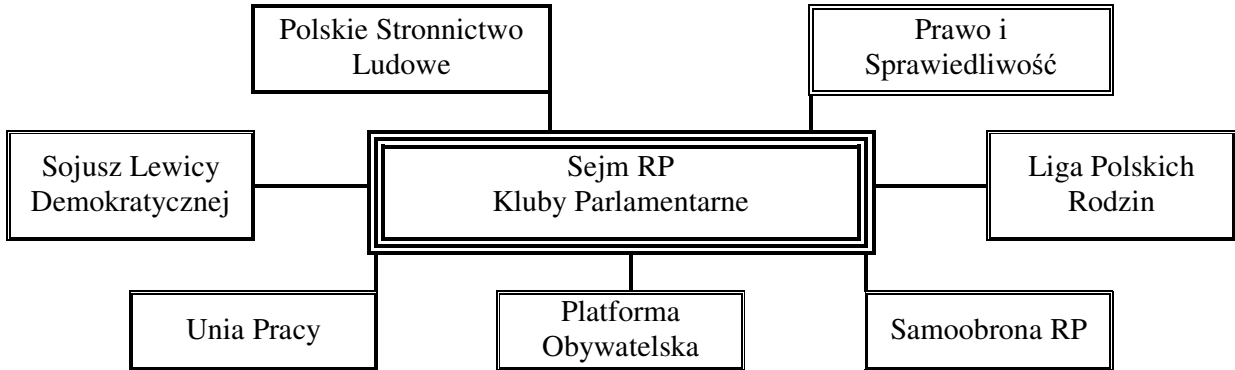 Polskie Stronnictwo
Ludowe
Prawo i
Sprawiedliwość
Sojusz Lewicy
Demokratycznej
Sejm RP
Kluby Parlamentarne
Liga Polskich
Rodzin
Unia Pracy
Platforma
Obywatelska
Samoobrona RP